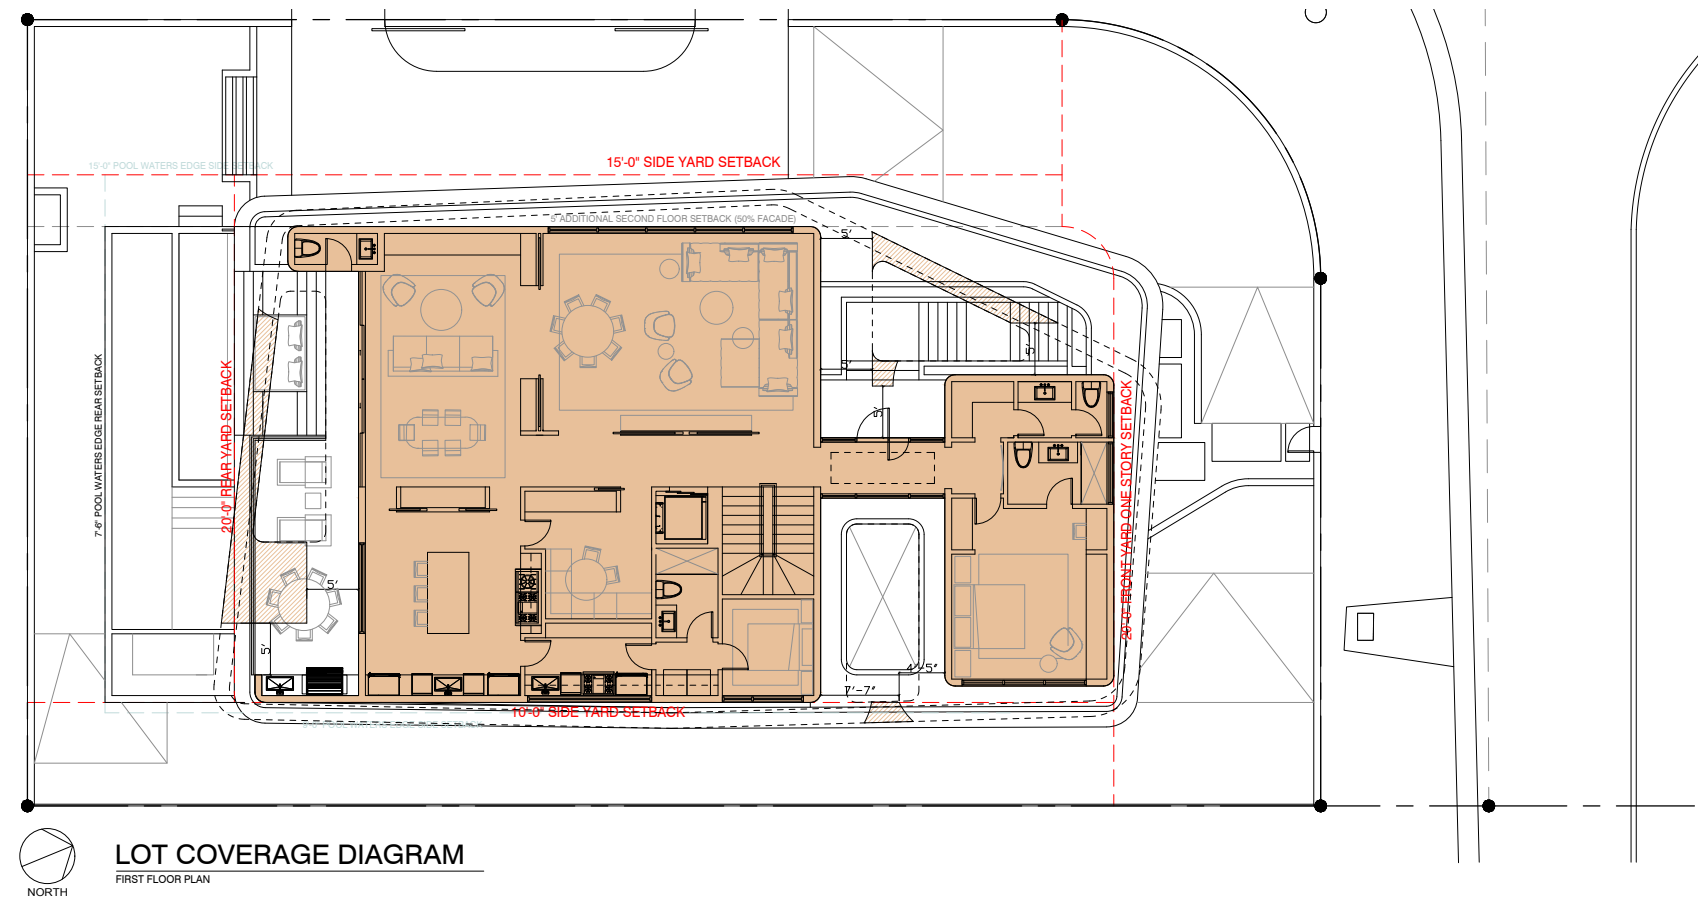 15'-0" POOL WATERS EDGE SIDE SETBACK
15'-0" SIDE YARD SETBACK
5' ADDITIONAL SECOND FLOOR SETBACK (50% FACADE)
5'
5'
5'
5'
7'-6" POOL WATERS EDGE REAR SETBACK
20'-0" REAR YARD SETBACK
20'-0" FRONT YARD ONE STORY SETBACK
5'
5'
4'-5"
7'-7"
10'-0" SIDE YARD SETBACK
LOT COVERAGE DIAGRAM
FIRST FLOOR PLAN
NORTH